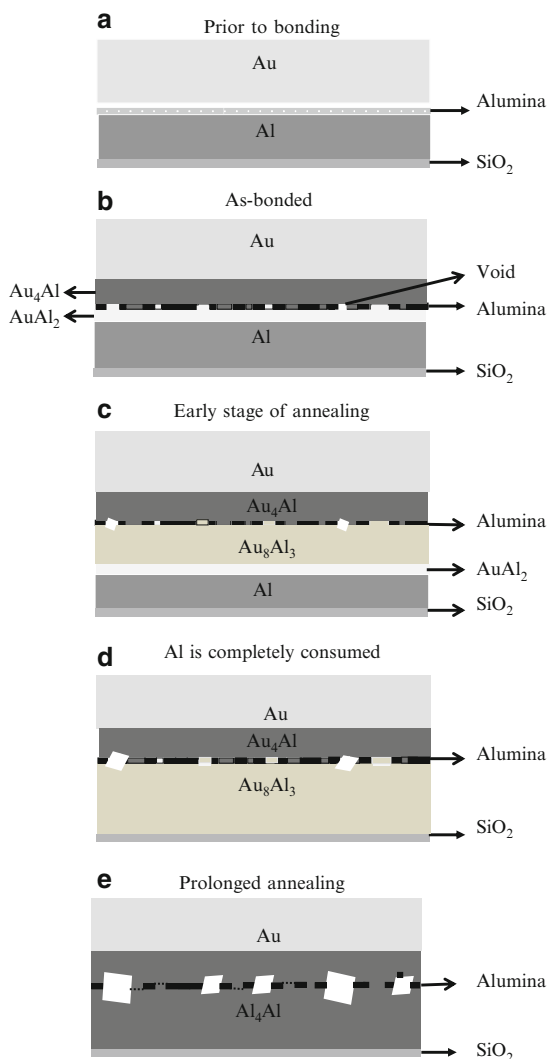 a
Prior to bonding
Au
Alumina
Al
SiO₂
b
As-bonded
Au
Void
Au₄Al
Alumina
AuAl₂
Al
SiO₂
c
Early stage of annealing
Au
Au₄Al
Alumina
Au₈Al₃
AuAl₂
Al
SiO₂
d
Al is completely consumed
Au
Au₄Al
Alumina
Au₈Al₃
SiO₂
e
Prolonged annealing
Au
Alumina
Al₄Al
SiO₂